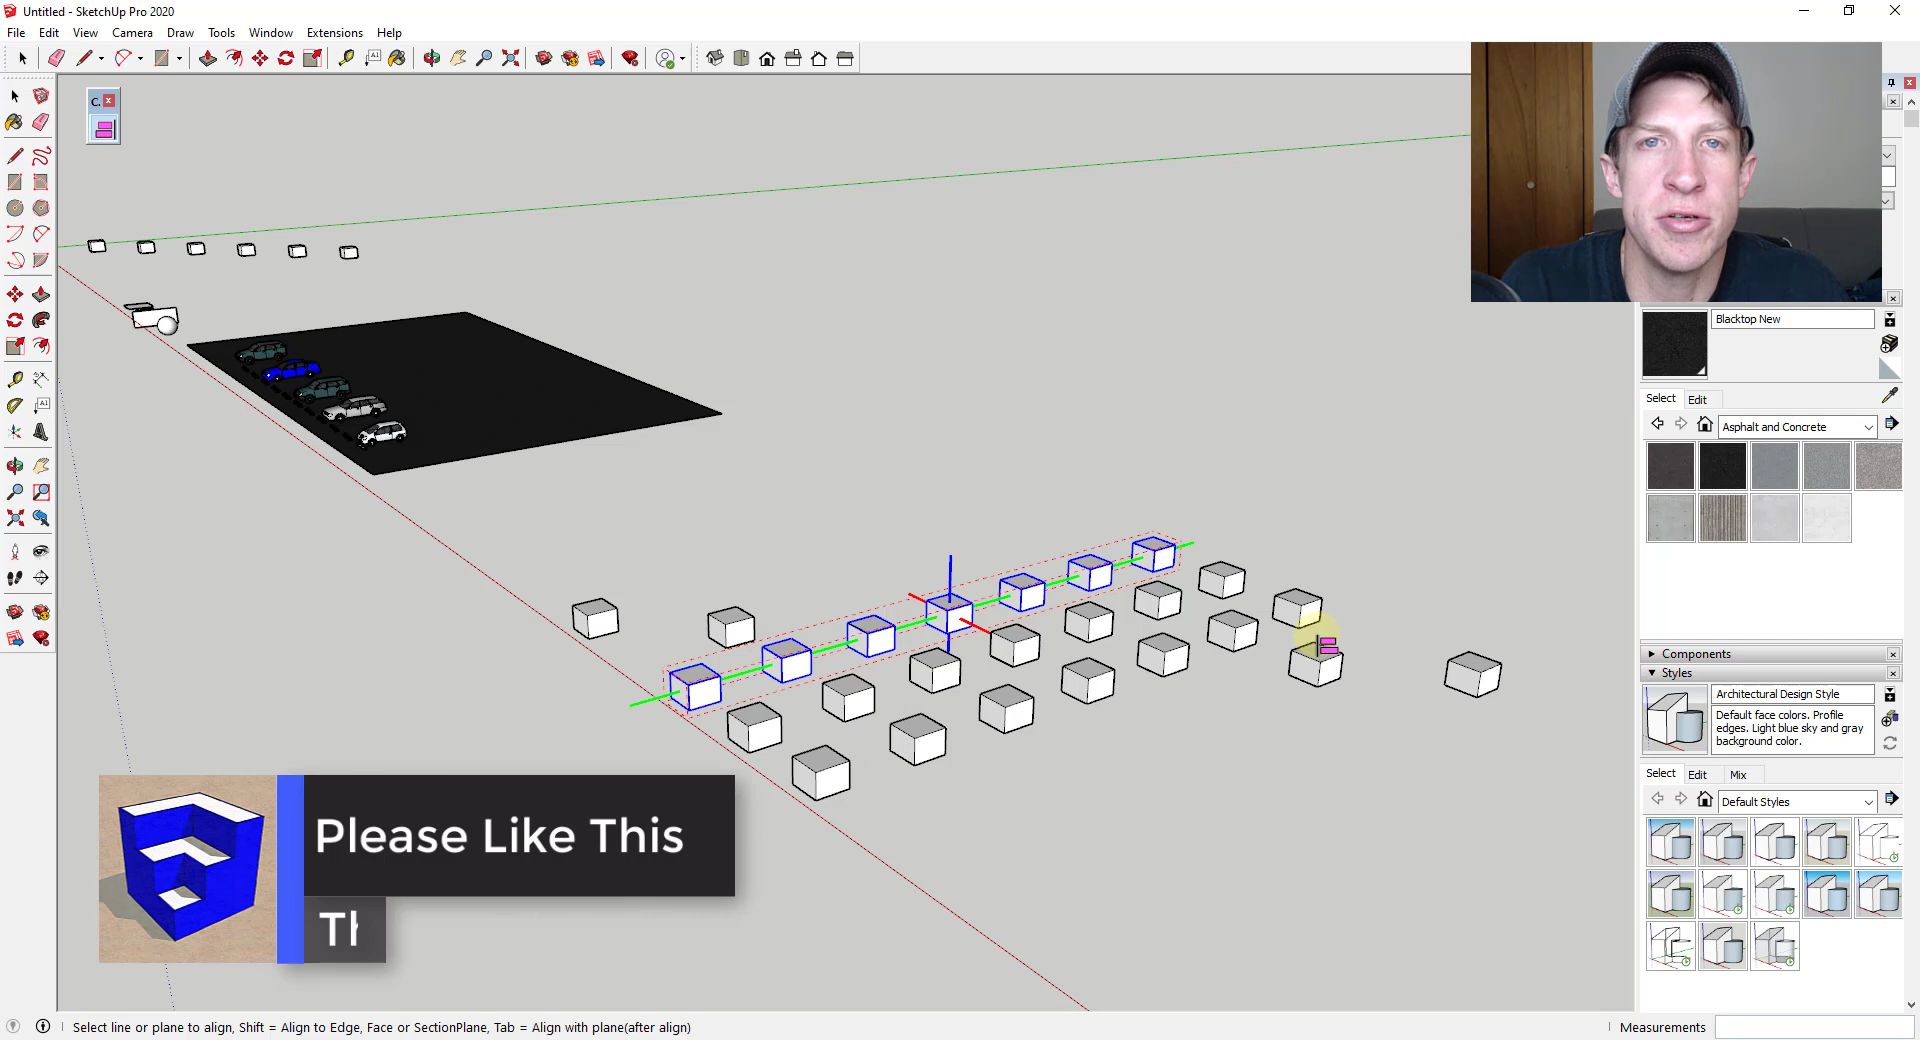 Untitled - SketchUp Pro 2020
File Edit View Camera Draw Tools Window Extensions Help
C.
Blacktop New
Select Edit
Asphalt and Concrete
Components
Styles
Architectural Design Style
Default face colors. Profile
edges. Light blue sky and gray
background color.
Select Edit Mix
Default Styles
Please Like This
Th
Select line or plane to align, Shift = Align to Edge, Face or SectionPlane, Tab = Align with plane(after align)
Measurements